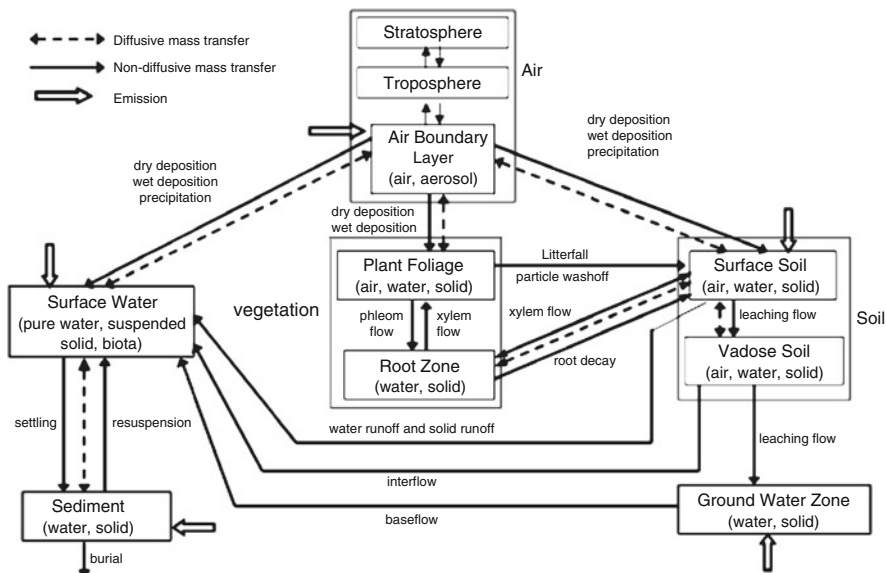 Diffusive mass transfer
Non-diffusive mass transfer
Emission
Stratosphere
Troposphere
Air
Air Boundary
Layer
(air, aerosol)
dry deposition
wet deposition
precipitation
dry deposition
wet deposition
precipitation
dry deposition
wet deposition
Surface Water
(pure water, suspended
solid, biota)
vegetation
Plant Foliage
(air, water, solid)
Litterfall
particle washoff
Surface Soil
(air, water, solid)
phleom
flow
xylem
flow
xylem flow
leaching flow
Soil
Root Zone
(water, solid)
root decay
Vadose Soil
(air, water, solid)
settling
resuspension
water runoff and solid runoff
leaching flow
interflow
Sediment
(water, solid)
baseflow
Ground Water Zone
(water, solid)
burial